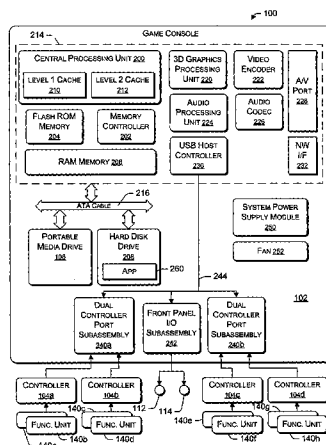 100
214
GAME CONSOLE
CENTRAL PROCESSING UNIT 200
LEVEL 1 CACHE
210
LEVEL 2 CACHE
212
3D GRAPHICS
PROCESSING UNIT
220
VIDEO
ENCODER
222
A/V
PORT
228
FLASH ROM
MEMORY
204
MEMORY
CONTROLLER
202
AUDIO
PROCESSING UNIT
224
AUDIO
CODEC
226
RAM MEMORY 206
USB HOST
CONTROLLER
230
NW
I/F
232
216
ATA CABLE
PORTABLE
MEDIA DRIVE
106
HARD DISK
DRIVE
208
APP
260
SYSTEM POWER
SUPPLY MODULE
250
FAN 252
244
102
DUAL
CONTROLLER
PORT
SUBASSEMBLY
240a
FRONT PANEL
I/O
SUBASSEMBLY
242
DUAL
CONTROLLER
PORT
SUBASSEMBLY
240b
CONTROLLER
104a
CONTROLLER
104b
CONTROLLER
104c
CONTROLLER
104d
FUNC. UNIT
FUNC. UNIT
FUNC. UNIT
FUNC. UNIT
112
114
140b
140d
140e
140f
140h